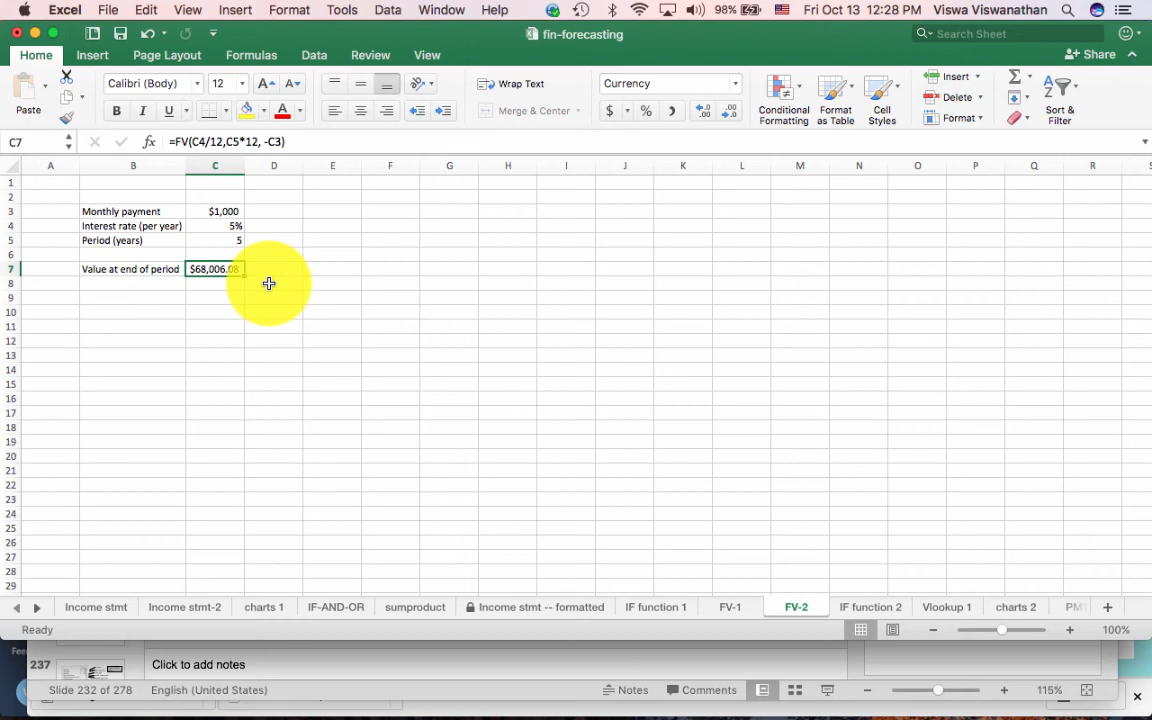 Excel File Edit View Insert Format Tools Data Window Help 98% Fri Oct 13 12:28 PM Viswa Viswanathan
fin-forecasting Search Sheet
Home Insert Page Layout Formulas Data Review View Share
Paste Calibri (Body) 12 A A Wrap Text Currency Conditional Formatting Format as Table Cell Styles Insert Sort & Filter
B I U A Merge & Center $ % Delete
Format
C7 fx =FV(C4/12,C5*12, -C3)
A B C D E F G H I J K L M N O P Q R S
1
2
3 Monthly payment $1,000
4 Interest rate (per year) 5%
5 Period (years) 5
6
7 Value at end of period $68,006.08
8
9
10
11
12
13
14
15
16
17
18
19
20
21
22
23
24
25
26
27
28
29
Income stmt Income stmt-2 charts 1 IF-AND-OR sumproduct Income stmt -- formatted IF function 1 FV-1 FV-2 IF function 2 Vlookup 1 charts 2
Ready 100%
237 Click to add notes
Slide 232 of 278 English (United States) Notes Comments 115%